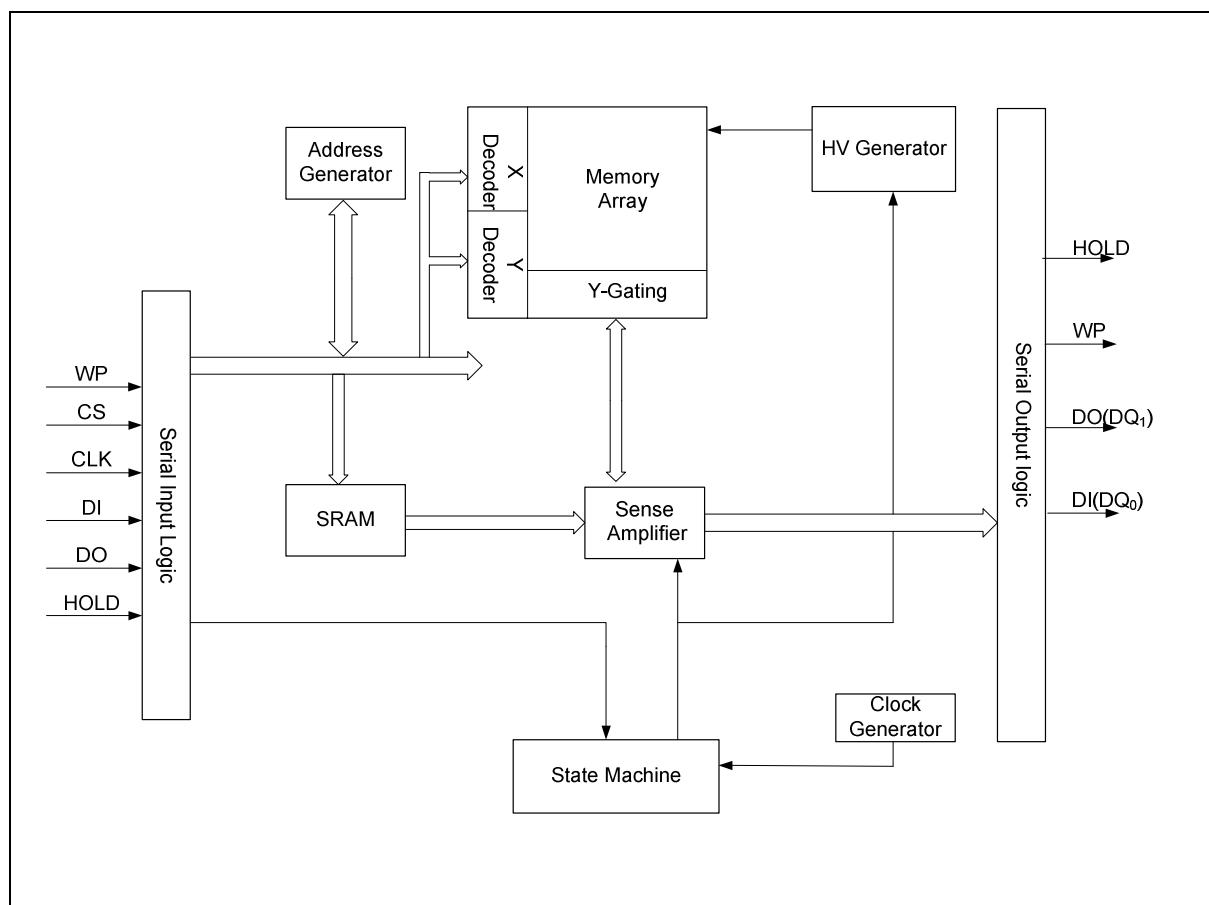 Address
Generator
X
Decoder
Y
Decoder
Memory
Array
Y-Gating
HV Generator
WP
CS
CLK
DI
DO
HOLD
Serial Input Logic
SRAM
Sense
Amplifier
State Machine
Clock
Generator
Serial Output logic
HOLD
WP
DO(DQ₁)
DI(DQ₀)